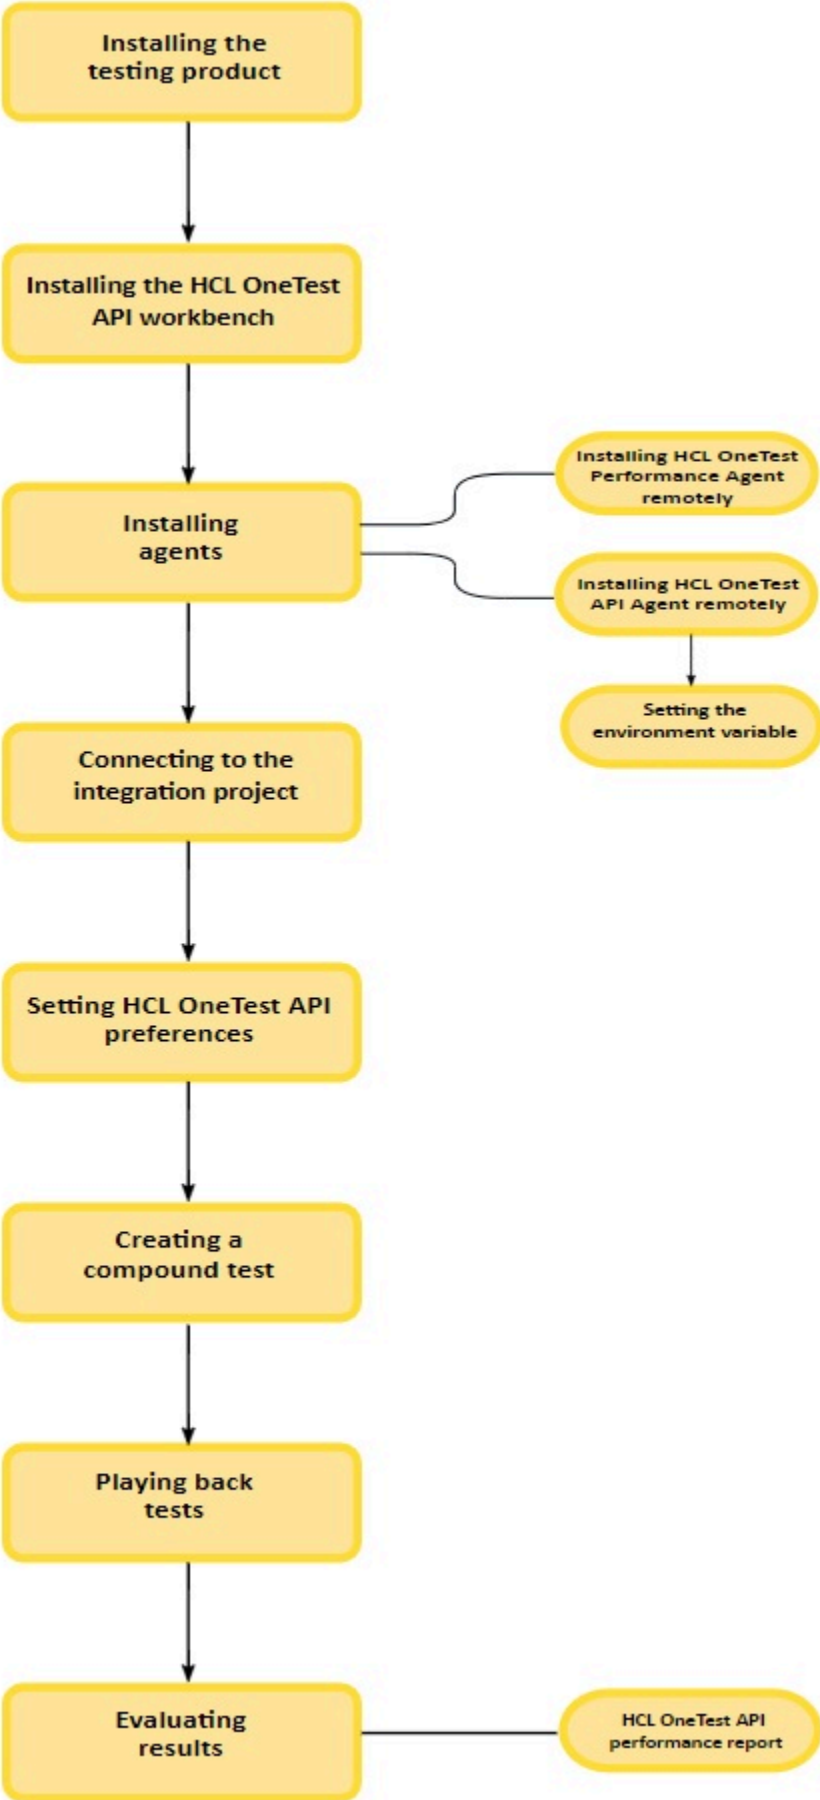 Installing the
testing product
Installing the HCL OneTest
API workbench
Installing
agents
Installing HCL OneTest
Performance Agent
remotely
Installing HCL OneTest
API Agent remotely
Setting the
environment variable
Connecting to the
integration project
Setting HCL OneTest API
preferences
Creating a
compound test
Playing back
tests
Evaluating
results
HCL OneTest API
performance report